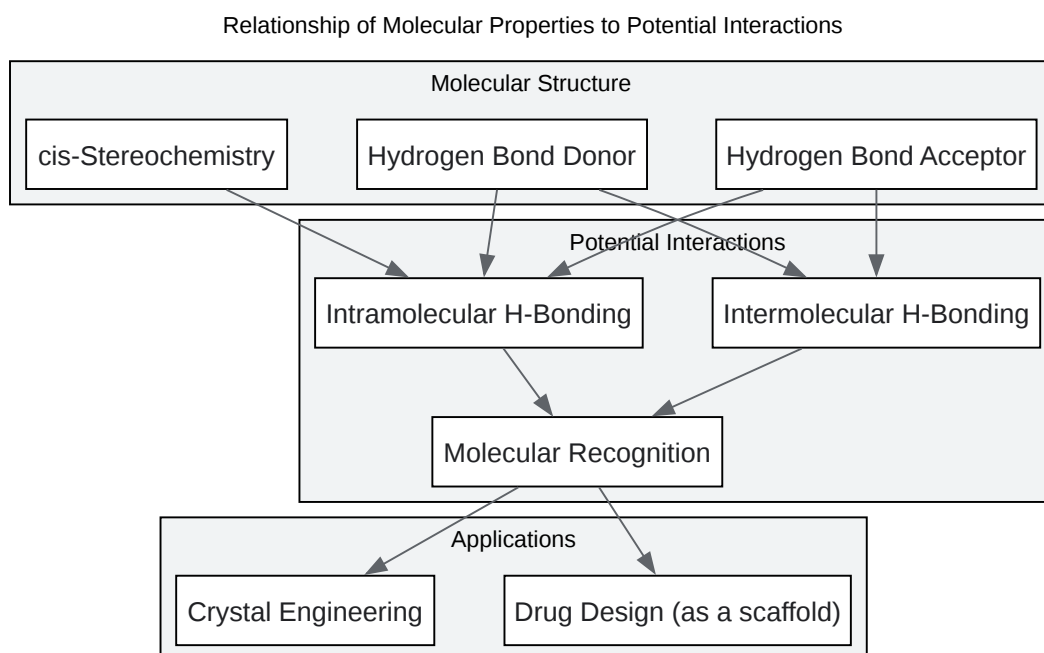 Relationship of Molecular Properties to Potential Interactions
Molecular Structure
cis-Stereochemistry
Hydrogen Bond Donor
Hydrogen Bond Acceptor
Potential Interactions
Intramolecular H-Bonding
Intermolecular H-Bonding
Molecular Recognition
Applications
Crystal Engineering
Drug Design (as a scaffold)